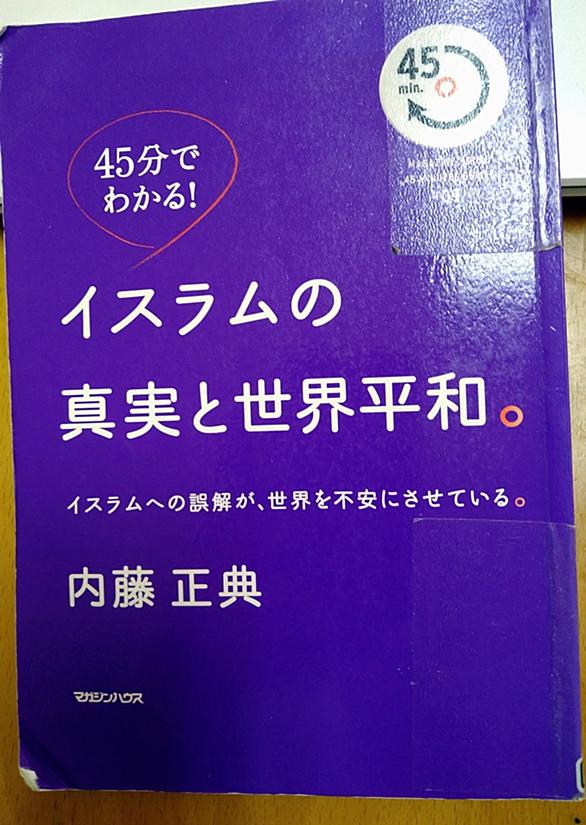 45
min.
45分で
わかる!
イスラムの
真実と世界平和。
イスラムへの誤解が、世界を不安にさせている。
内藤 正典
マガジンハウス